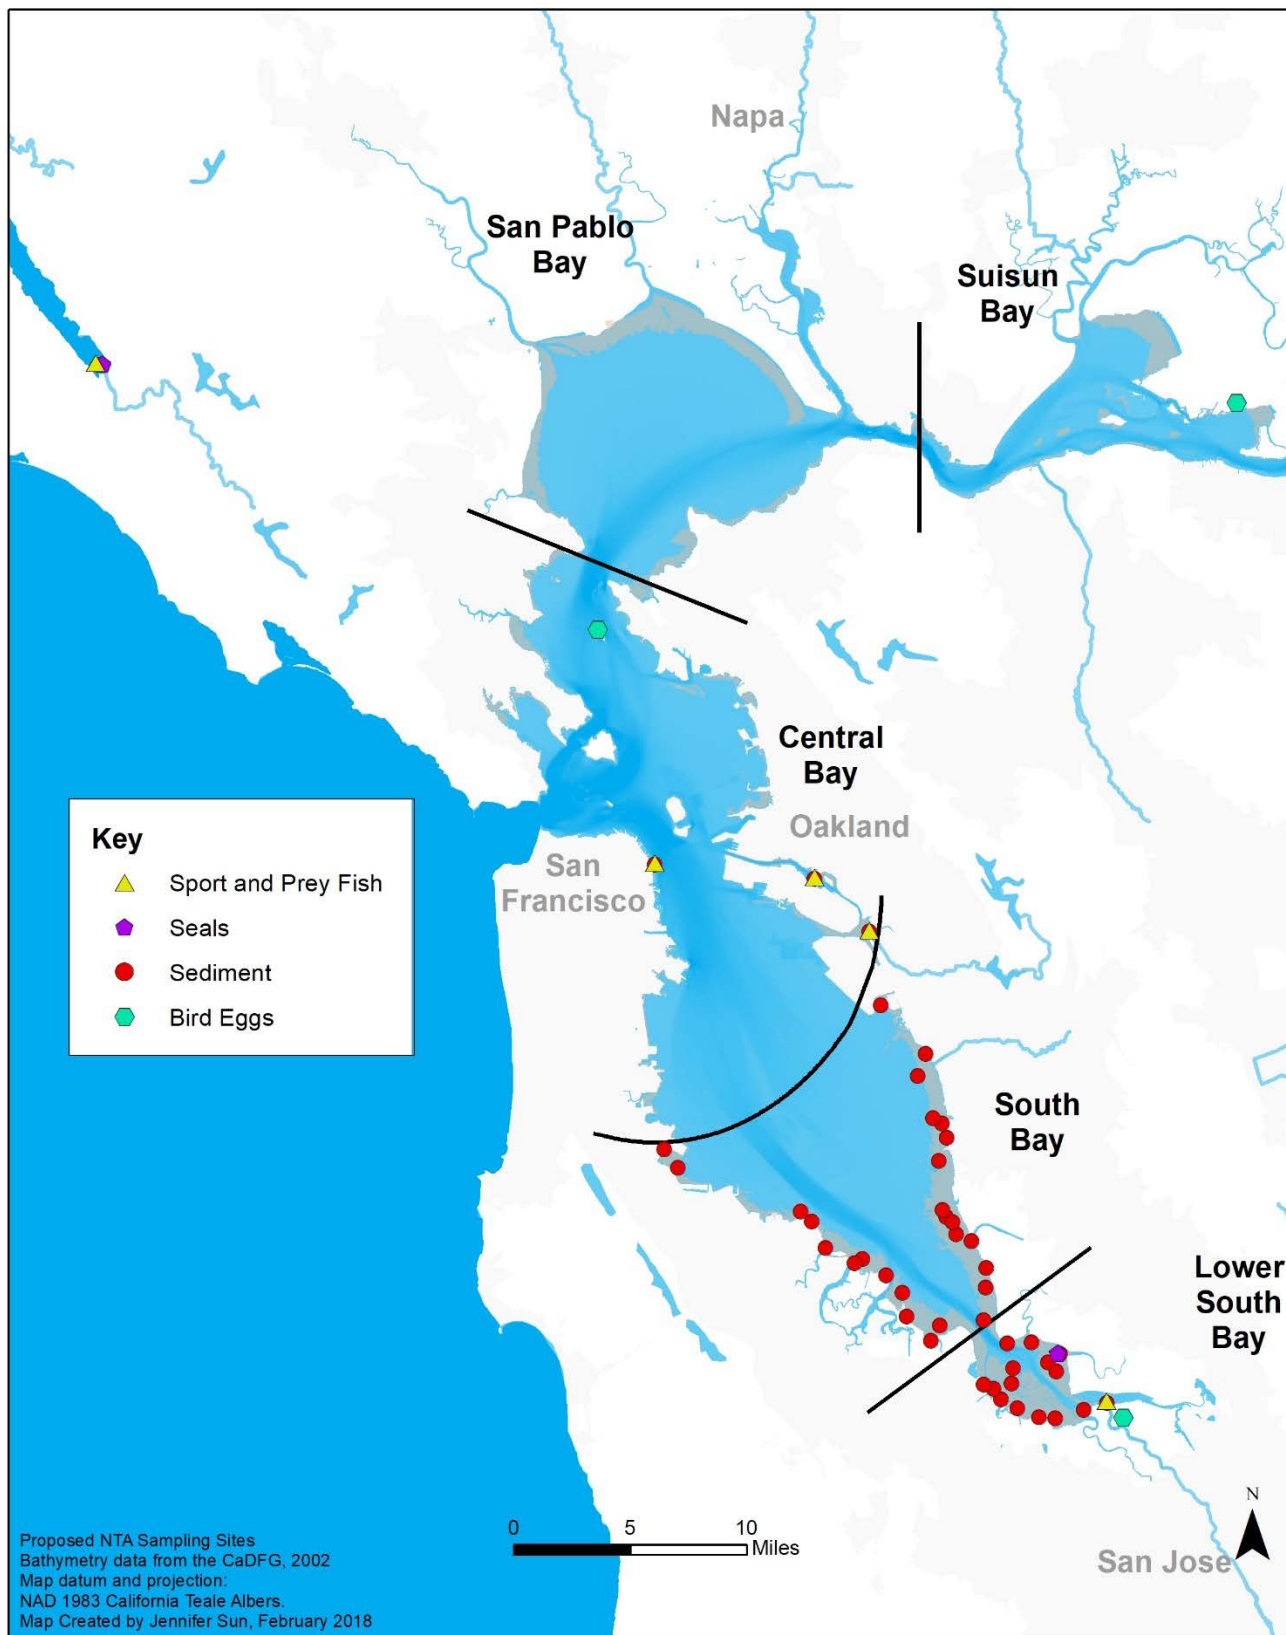 Napa
San Pablo
Bay
Suisun
Bay
Central
Bay
Oakland
San
Francisco
Key
Sport and Prey Fish
Seals
Sediment
Bird Eggs
South
Bay
Lower
South
Bay
San Jose
N
0 5 10
Miles
Proposed NTA Sampling Sites
Bathymetry data from the CaDFG, 2002
Map datum and projection:
NAD 1983 California Teale Albers.
Map Created by Jennifer Sun, February 2018